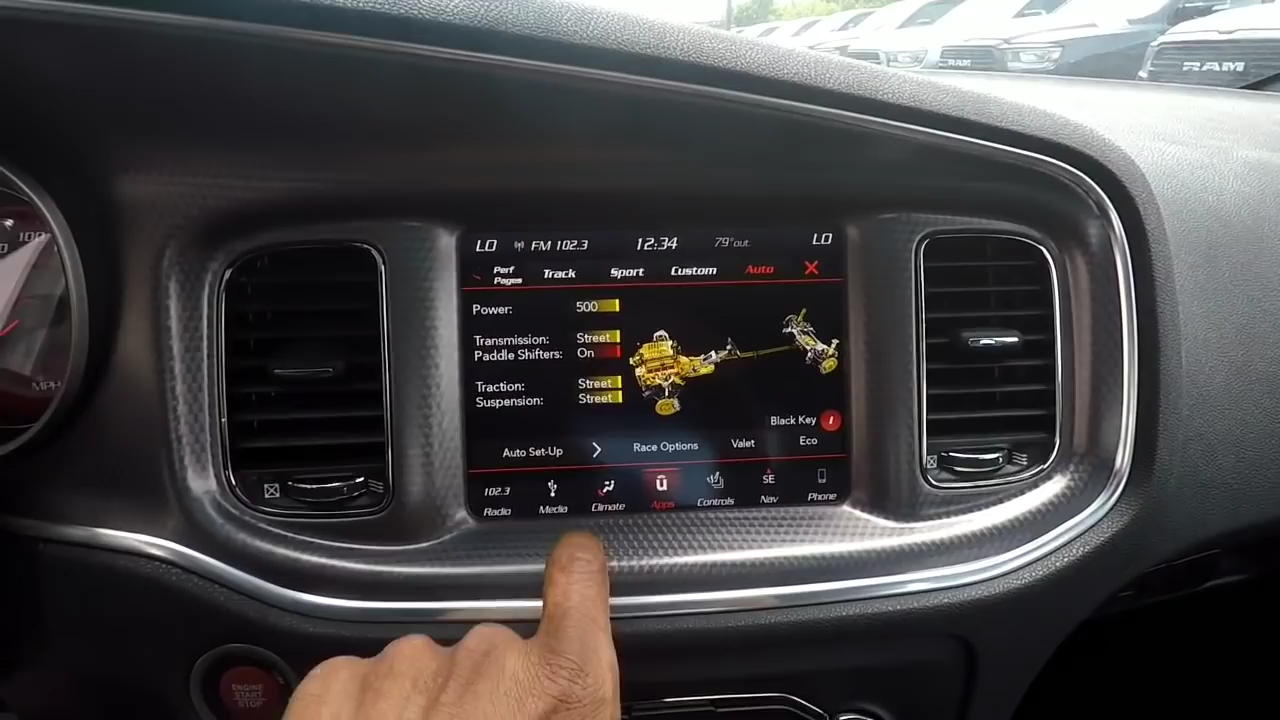 RAM
RAM
100
MPH
LO
FM 102.3
12:34
79°out.
LO
Perf Pages
Track
Sport
Custom
Auto
X
Power: 500
Transmission: Street
Paddle Shifters: On
Traction: Street
Suspension: Street
Black Key
Auto Set-Up
Race Options
Valet
Eco
102.3
SE
Radio
Media
Climate
Apps
Controls
Nav
Phone
ENGINE
START
STOP